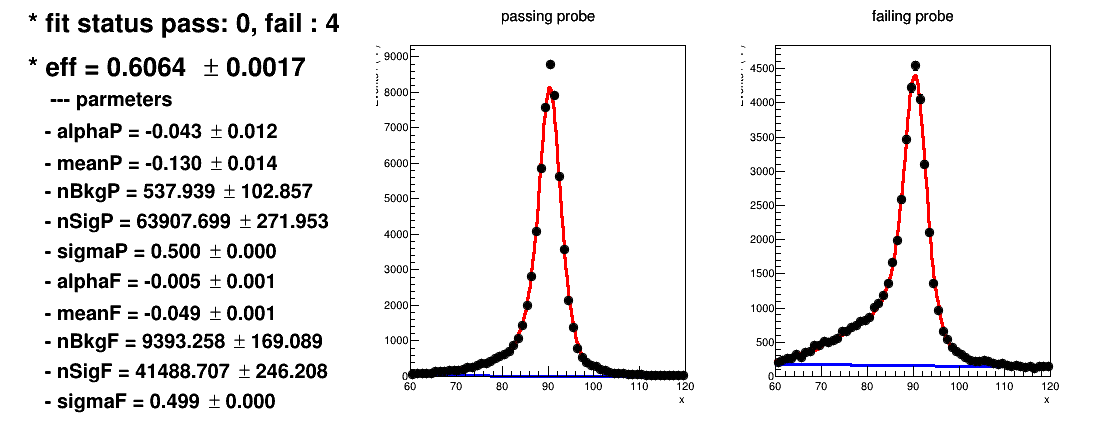 * fit status pass: 0, fail : 4
* eff = 0.6064 ± 0.0017
--- parmeters
- alphaP = -0.043 ± 0.012
- meanP = -0.130 ± 0.014
- nBkgP = 537.939 ± 102.857
- nSigP = 63907.699 ± 271.953
- sigmaP = 0.500 ± 0.000
- alphaF = -0.005 ± 0.001
- meanF = -0.049 ± 0.001
- nBkgF = 9393.258 ± 169.089
- nSigF = 41488.707 ± 246.208
- sigmaF = 0.499 ± 0.000
passing probe
9000
8000
7000
6000
5000
4000
3000
2000
1000
0
60 70 80 90 100 110 120
x
failing probe
4500
4000
3500
3000
2500
2000
1500
1000
500
0
60 70 80 90 100 110 120
x